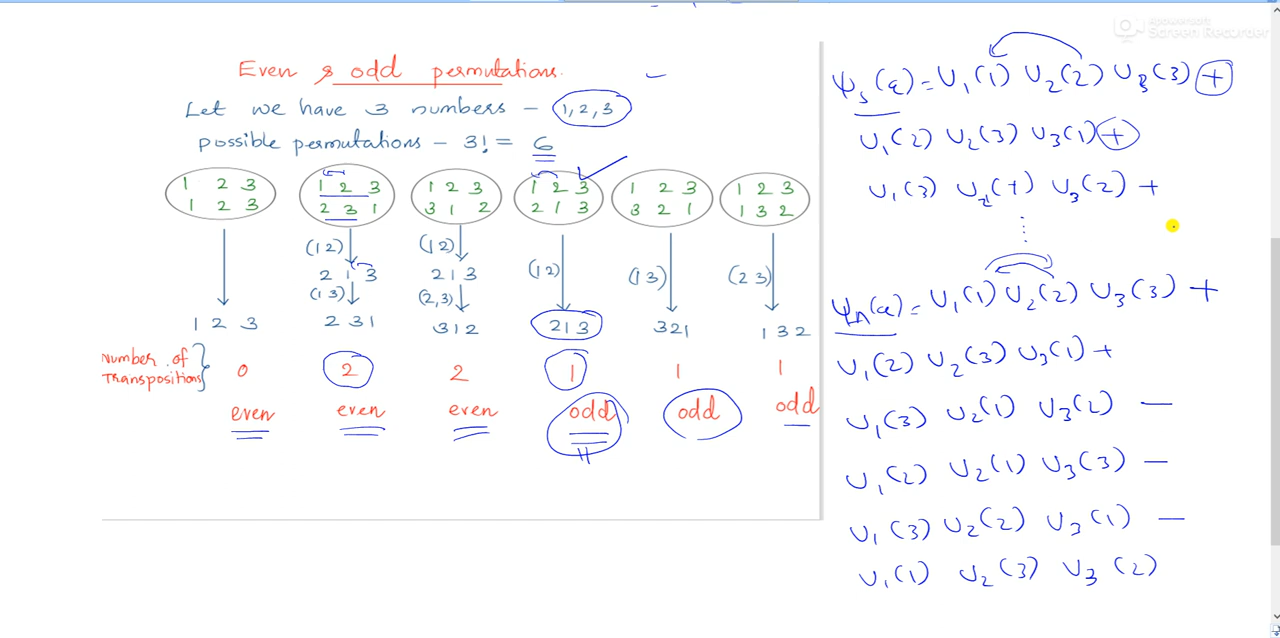 Apowersoft
Screen Recorder
Even & odd permutations.
Let we have 3 numbers - 1, 2, 3
possible permutations - 3! = 6
1 2 3 1 2 3 1 2 3 1 2 3 1 2 3 1 2 3
1 2 3 2 3 1 3 1 2 2 1 3 3 2 1 1 3 2
(1 2) (1 2) (1 2) (1 3) (2 3)
2 1 3 2 1 3
(1 3) (2,3)
1 2 3 2 3 1 3 1 2 2 1 3 3 2 1 1 3 2
Number of Transpositions} 0 2 2 1 1 1
even even even odd odd odd
Ψs(a) = U1(1) U2(2) U3(3) +
U1(2) U2(3) U3(1) +
U1(3) U2(1) U3(2) +
⋮
ΨA(a) = U1(1) U2(2) U3(3) +
U1(2) U2(3) U3(1) +
U1(3) U2(1) U3(2) —
U1(2) U2(1) U3(3) —
U1(3) U2(2) U3(1) —
U1(1) U2(3) U3(2)